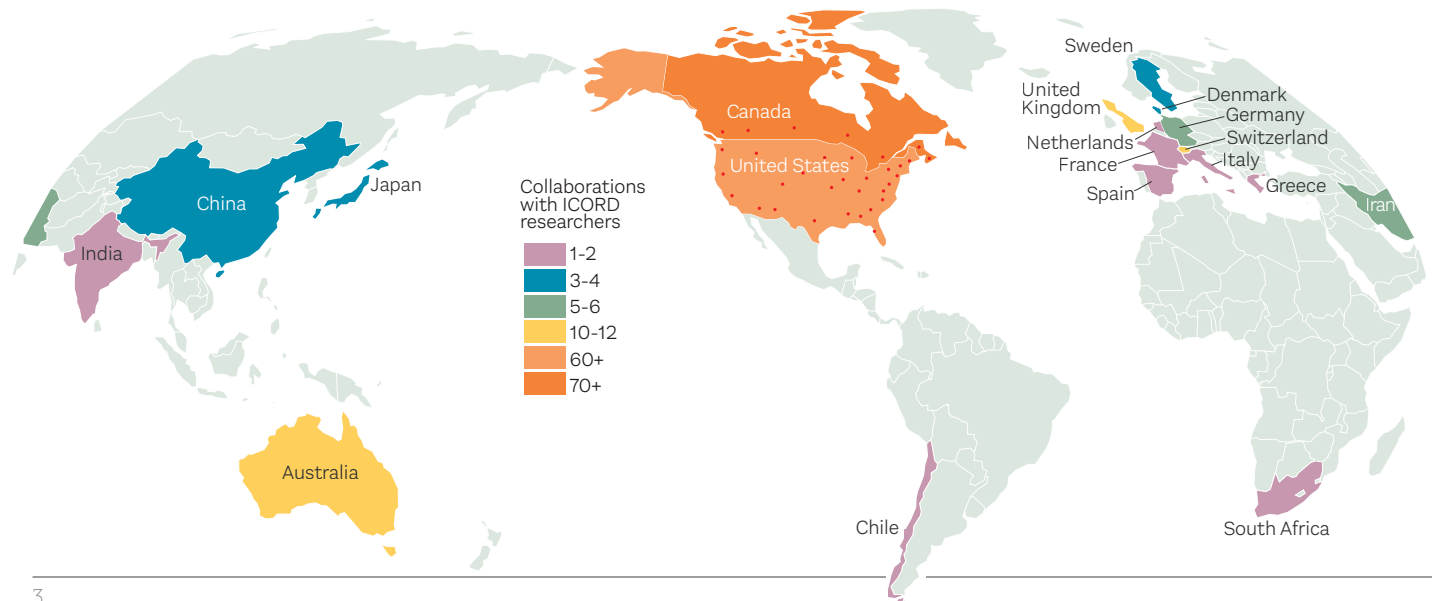 Sweden
United
Kingdom
Denmark
Germany
Switzerland
Netherlands
Italy
France
Greece
Spain
Iran
Canada
United States
Japan
China
India
Collaborations
with ICORD
researchers
1-2
3-4
5-6
10-12
60+
70+
Australia
Chile
South Africa
3